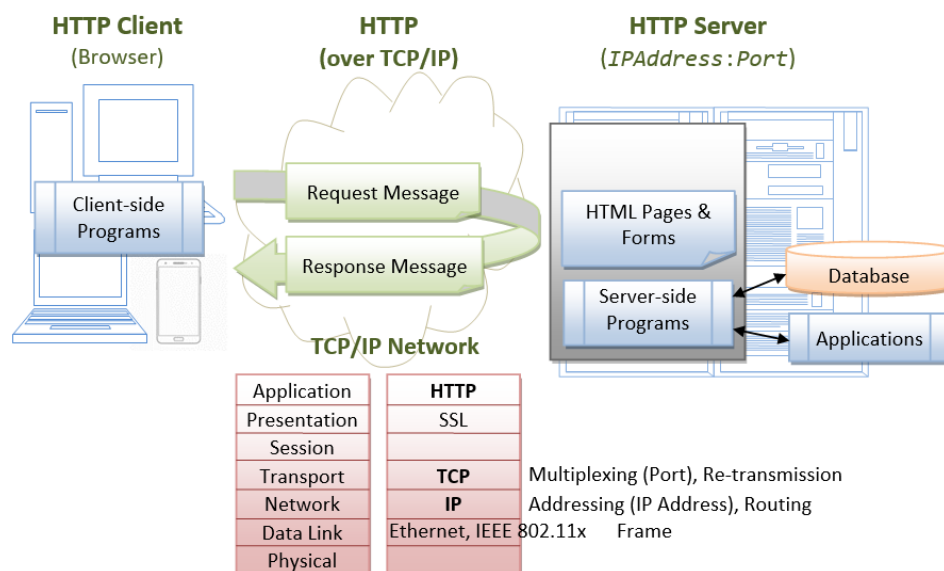 HTTP Client
(Browser)
HTTP
(over TCP/IP)
HTTP Server
(IPAddress:Port)
Client-side
Programs
Request Message
Response Message
HTML Pages &
Forms
Server-side
Programs
Database
Applications
TCP/IP Network
Application HTTP
Presentation SSL
Session
Transport TCP Multiplexing (Port), Re-transmission
Network IP Addressing (IP Address), Routing
Data Link Ethernet, IEEE 802.11x Frame
Physical